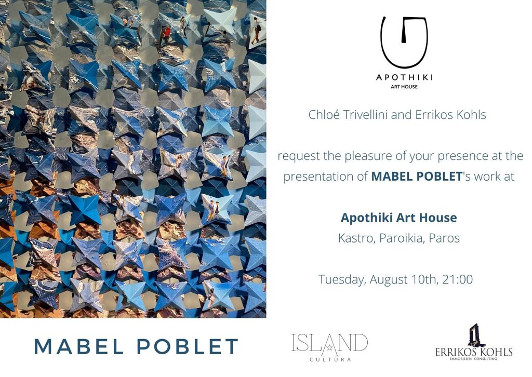 APOTHIKI
ART HOUSE
Chloé Trivellini and Errikos Kohls
request the pleasure of your presence at the
presentation of MABEL POBLET's work at
Apothiki Art House
Kastro, Paroikia, Paros
Tuesday, August 10th, 21:00
MABEL POBLET
ISLAND
CULTURA
ERRIKOS KOHLS